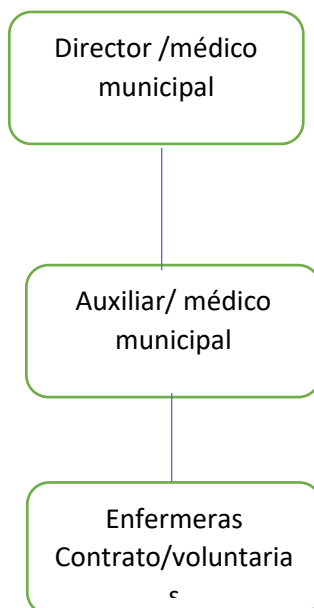 Director /médico
municipal
Auxiliar/ médico
municipal
Enfermeras
Contrato/voluntaria
s